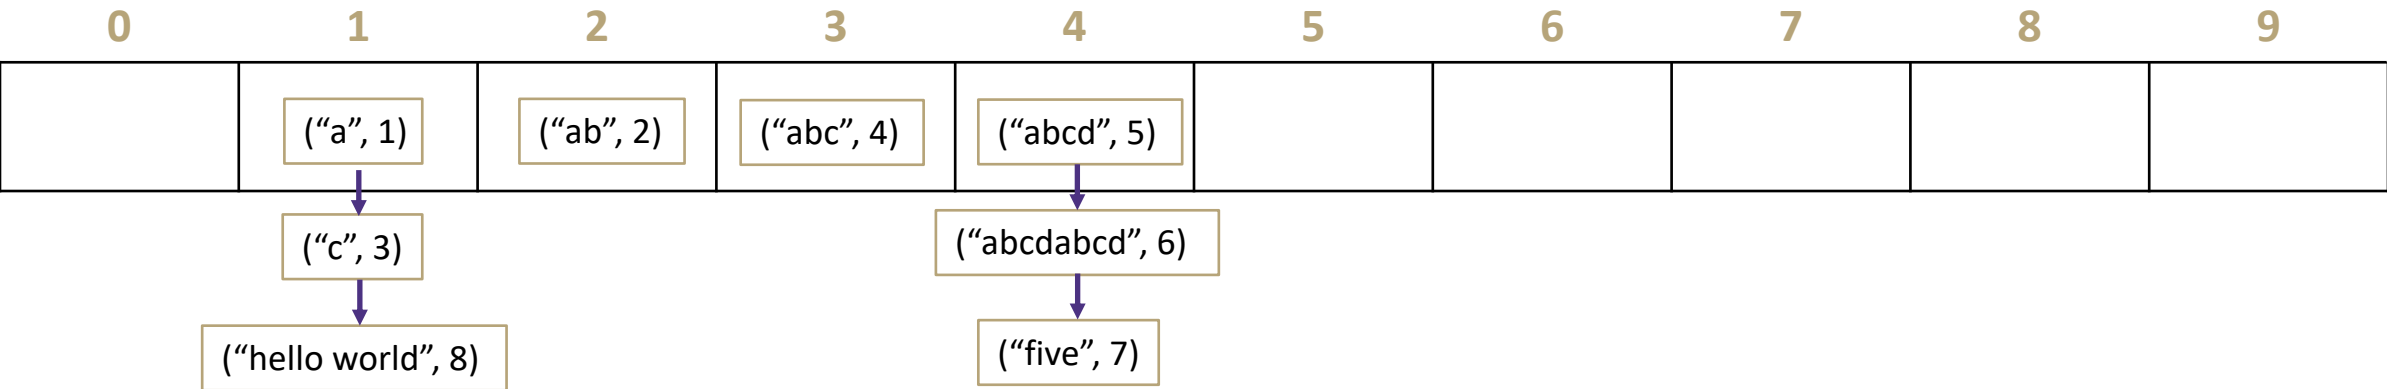 0 1 2 3 4 5 6 7 8 9
(“a”, 1) (“ab”, 2) (“abc”, 4) (“abcd”, 5)
(“c”, 3) (“abcdabcd”, 6)
(“hello world”, 8) (“five”, 7)